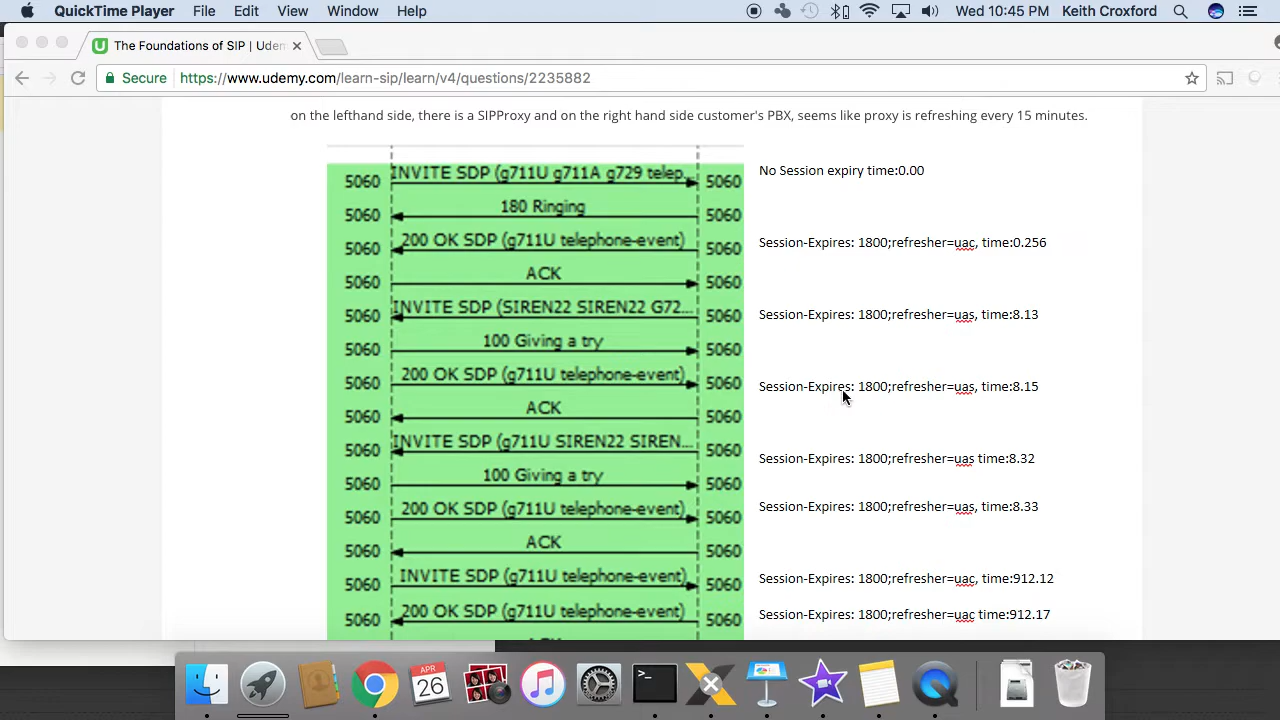 QuickTime Player File Edit View Window Help Wed 10:45 PM Keith Croxford
The Foundations of SIP | Udem
Secure https://www.udemy.com/learn-sip/learn/v4/questions/2235882
on the lefthand side, there is a SIPProxy and on the right hand side customer's PBX, seems like proxy is refreshing every 15 minutes.
5060 INVITE SDP (g711U g711A g729 telep... 5060 No Session expiry time:0.00
5060 180 Ringing 5060
5060 200 OK SDP (g711U telephone-event) 5060 Session-Expires: 1800;refresher=uac, time:0.256
5060 ACK 5060
5060 INVITE SDP (SIREN22 SIREN22 G72... 5060 Session-Expires: 1800;refresher=uas, time:8.13
5060 100 Giving a try 5060
5060 200 OK SDP (g711U telephone-event) 5060 Session-Expires: 1800;refresher=uas, time:8.15
5060 ACK 5060
5060 INVITE SDP (g711U SIREN22 SIREN... 5060 Session-Expires: 1800;refresher=uas time:8.32
5060 100 Giving a try 5060
5060 200 OK SDP (g711U telephone-event) 5060 Session-Expires: 1800;refresher=uas, time:8.33
5060 ACK 5060
5060 INVITE SDP (g711U telephone-event) 5060 Session-Expires: 1800;refresher=uac, time:912.12
5060 200 OK SDP (g711U telephone-event) 5060 Session-Expires: 1800;refresher=uac time:912.17
APR
26